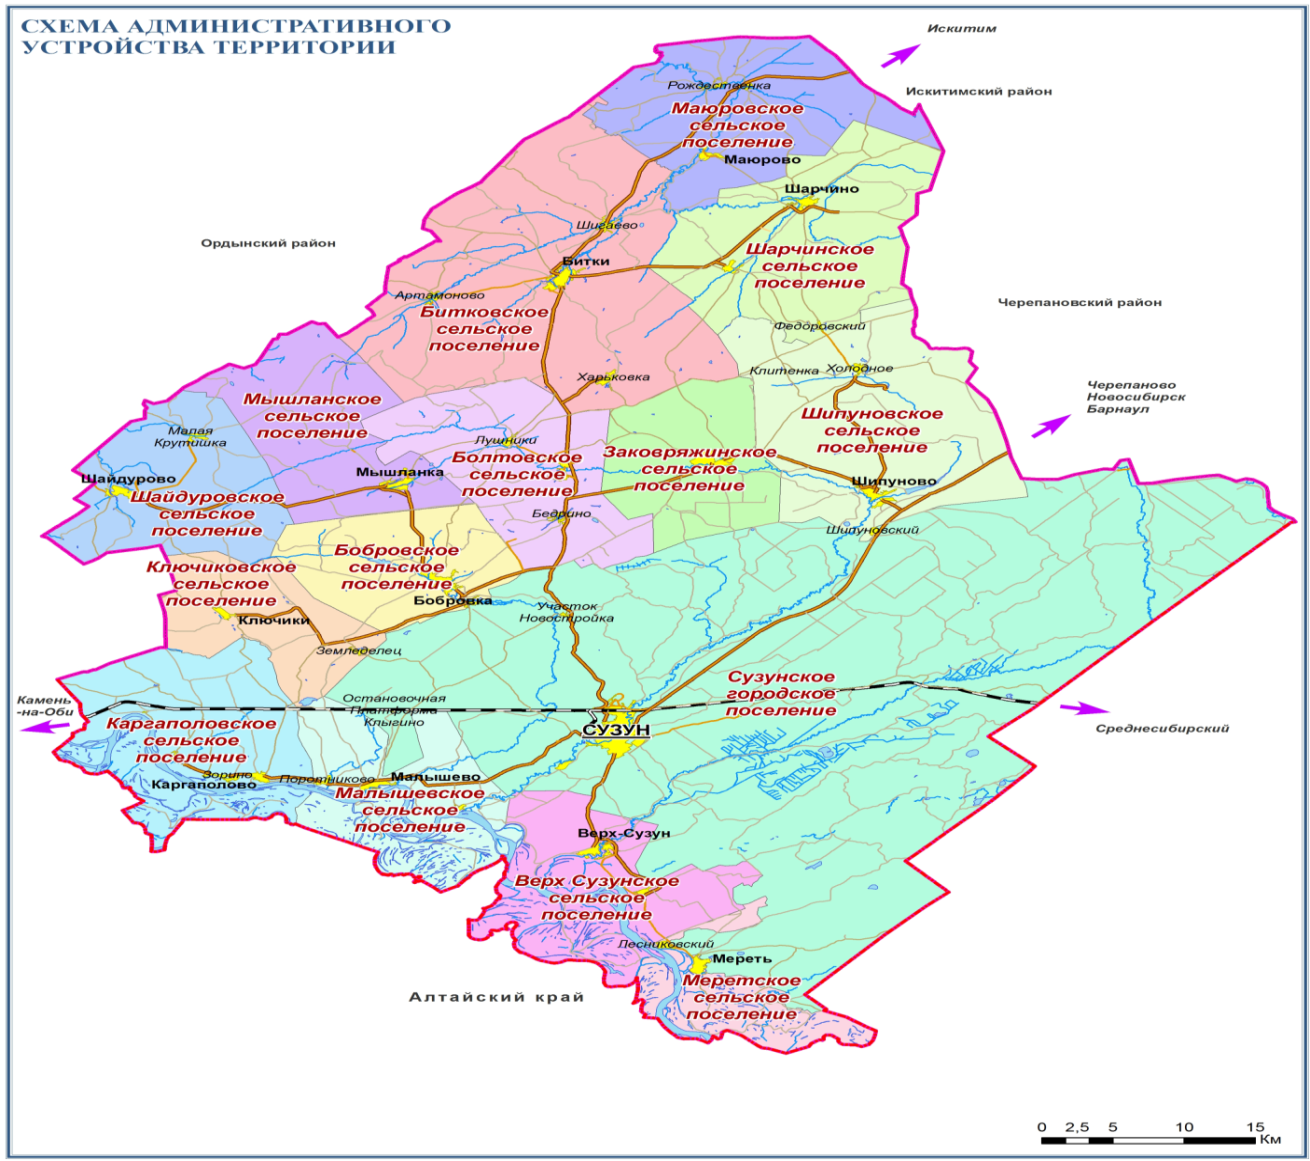 СХЕМА АДМИНИСТРАТИВНОГО
УСТРОЙСТВА ТЕРРИТОРИИ
Искитим
Искитимский район
Рождественка
Маюровское
сельское
поселение
Маюрово
Шарчино
Шигаево
Ордынский район
Шарчинское
сельское
поселение
Битки
Артамоново
Битковское
сельское
поселение
Черепановский район
Федоровский
Клитенка
Холодное
Харьковка
Черепаново
Новосибирск
Барнаул
Мышланское
сельское
поселение
Шипуновское
сельское
поселение
Малая
Крутишка
Лушники
Болтовское
сельское
поселение
Заковряжинское
сельское
поселение
Мышланка
Шайдурово
Шайдуровское
сельское
поселение
Шипуново
Бедрино
Шипуновский
Бобровское
сельское
поселение
Ключиковское
сельское
поселение
Бобровка
Участок
Новостройка
Ключики
Земледелец
Сузунское
городское
поселение
Камень
-на-Оби
Остановочная
Платформа
Клыгино
Каргаполовское
сельское
поселение
СУЗУН
Среднесибирский
Зорино
Каргаполово
Поротниково
Малышево
Малышевское
сельское
поселение
Верх-Сузун
Верх Сузунское
сельское
поселение
Лесниковский
Мереть
Меретское
сельское
поселение
Алтайский край
0 2,5 5 10 15
Км